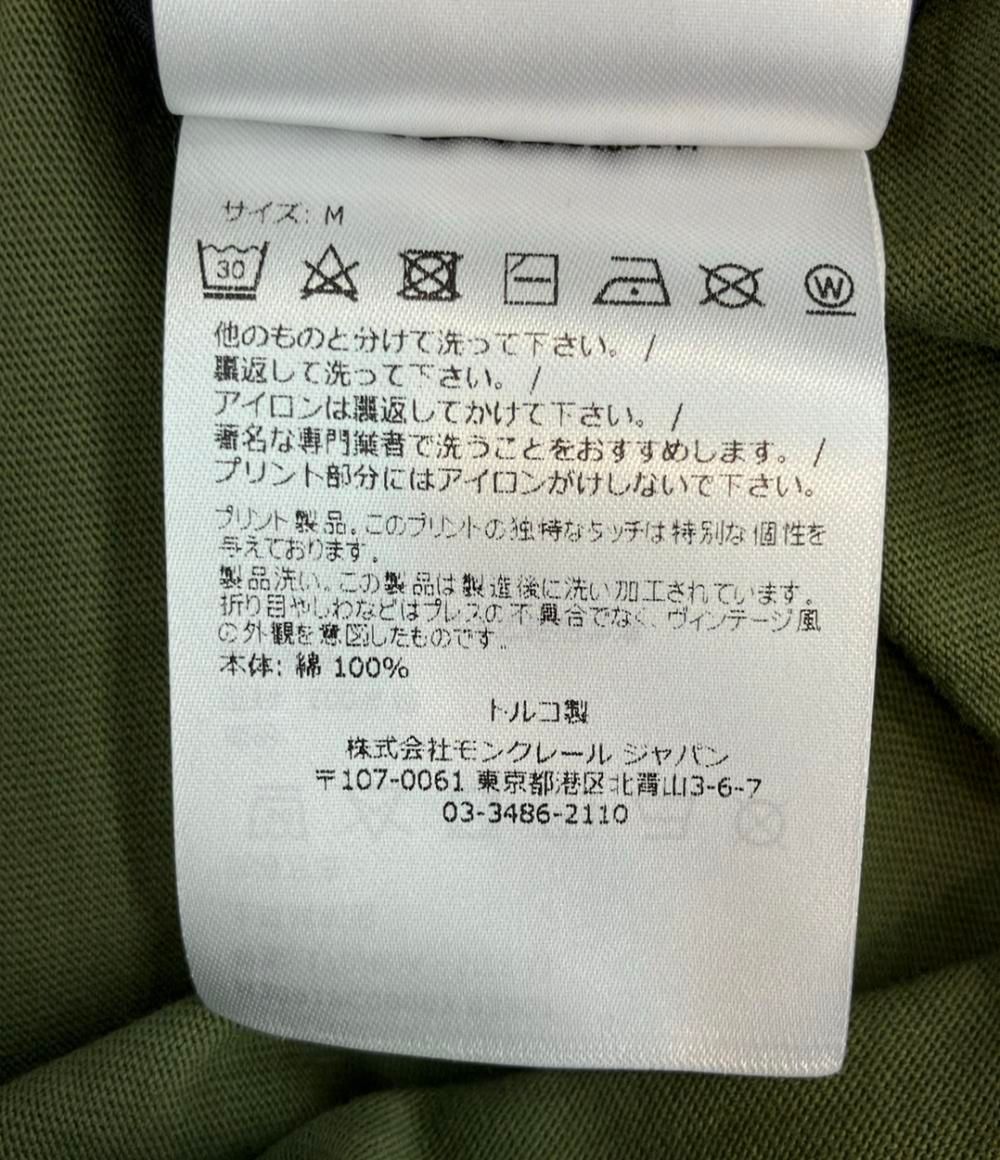 サイズ: M
30
W
他のものと分けて洗って下さい。 /
裏返して洗って下さい。 /
アイロンは裏返してかけて下さい。 /
著名な専門業者で洗うことをおすすめします。 /
プリント部分にはアイロンがけしないで下さい。
プリント製品。このプリントの独特なタッチは特別な個性を
与えております。
製品洗い。この製品は製造後に洗い加工されています。
折り目やしわなどはプレスの不具合でなく、ヴィンテージ風
の外観を意図したものです。
本体: 綿 100%
トルコ製
株式会社モンクレール ジャパン
〒107-0061 東京都港区北青山3-6-7
03-3486-2110